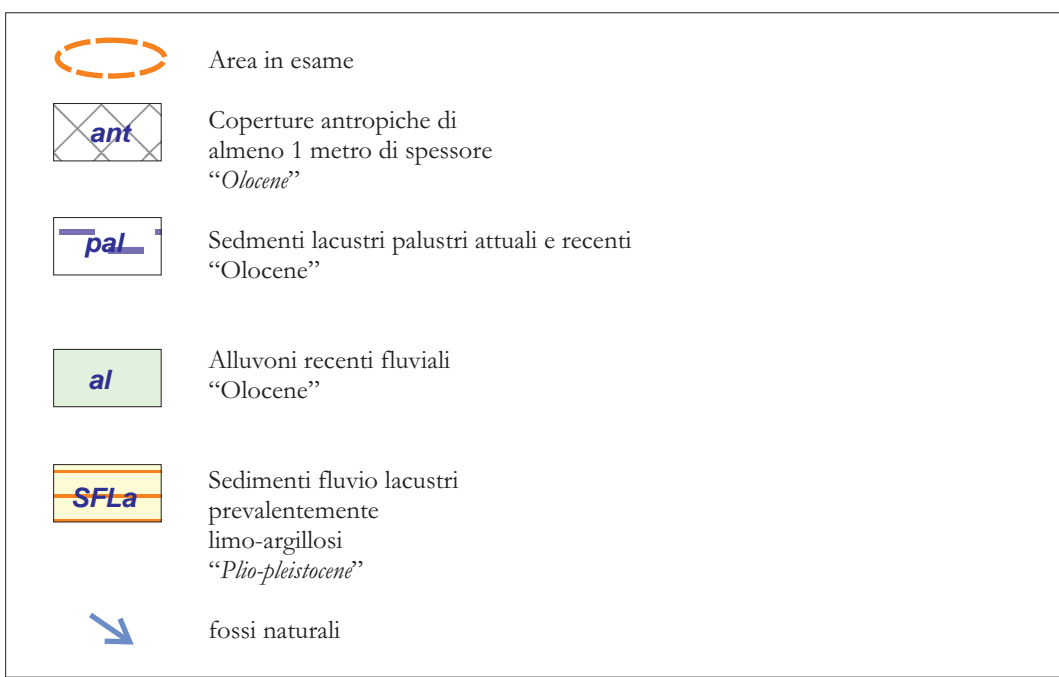 Area in esame
ant
Coperture antropiche di
almeno 1 metro di spessore
“Olocene”
pal
Sedmenti lacustri palustri attuali e recenti
“Olocene”
al
Alluvoni recenti fluviali
“Olocene”
SFLa
Sedimenti fluvio lacustri
prevalentemente
limo-argillosi
“Plio-pleistocene”
fossi naturali